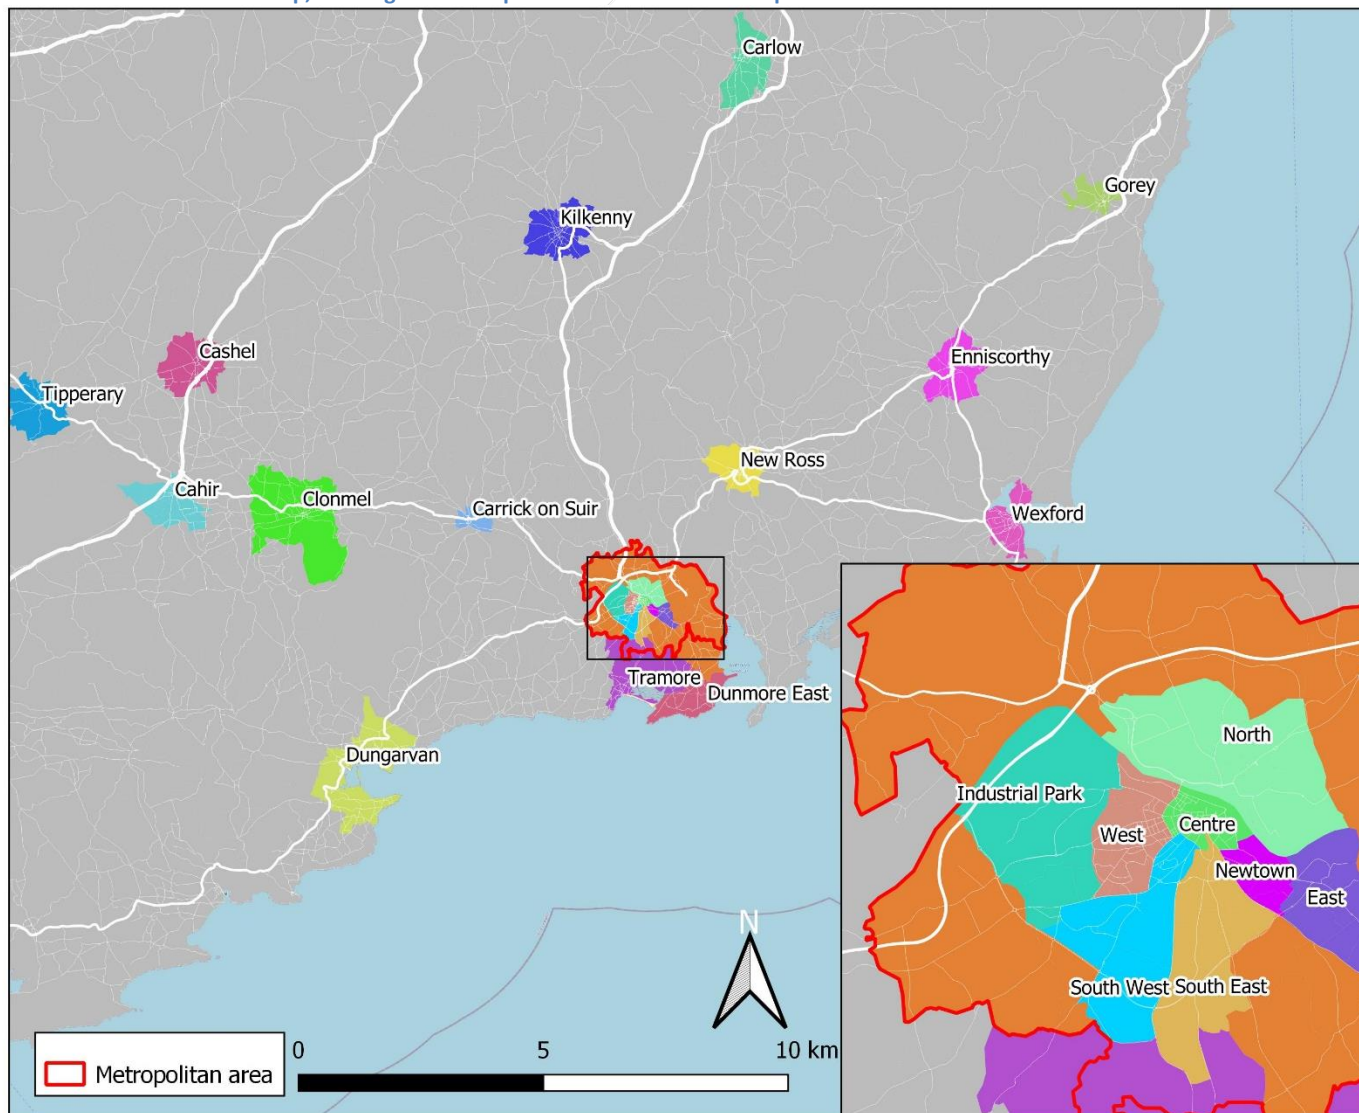 Carlow
Gorey
Kilkenny
Cashel
Enniscorthy
Tipperary
New Ross
Cahir
Clonmel
Carrick on Suir
Wexford
Tramore
Dunmore East
Dungarvan
North
Industrial Park
West
Centre
Newtown
East
South West
South East
N
Metropolitan area
0
5
10 km